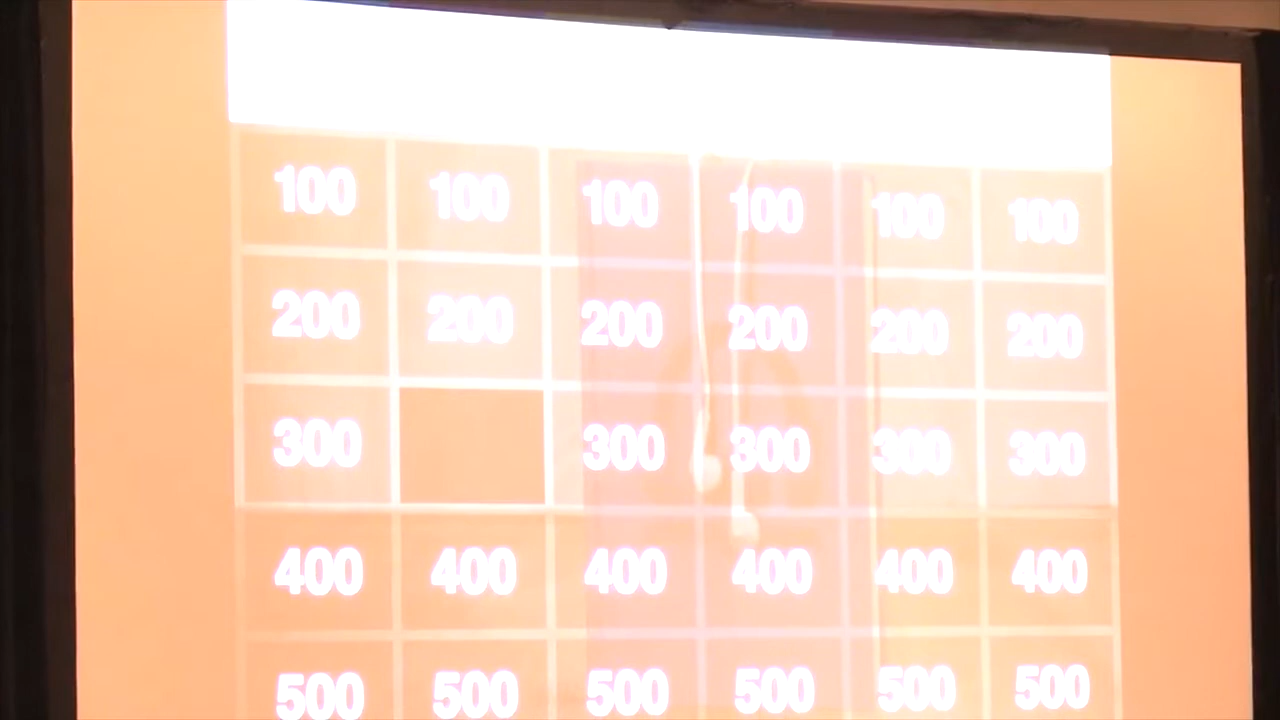 100 100 100 100 100 100
200 200 200 200 200 200
300 300 300 300 300
400 400 400 400 400 400
500 500 500 500 500 500